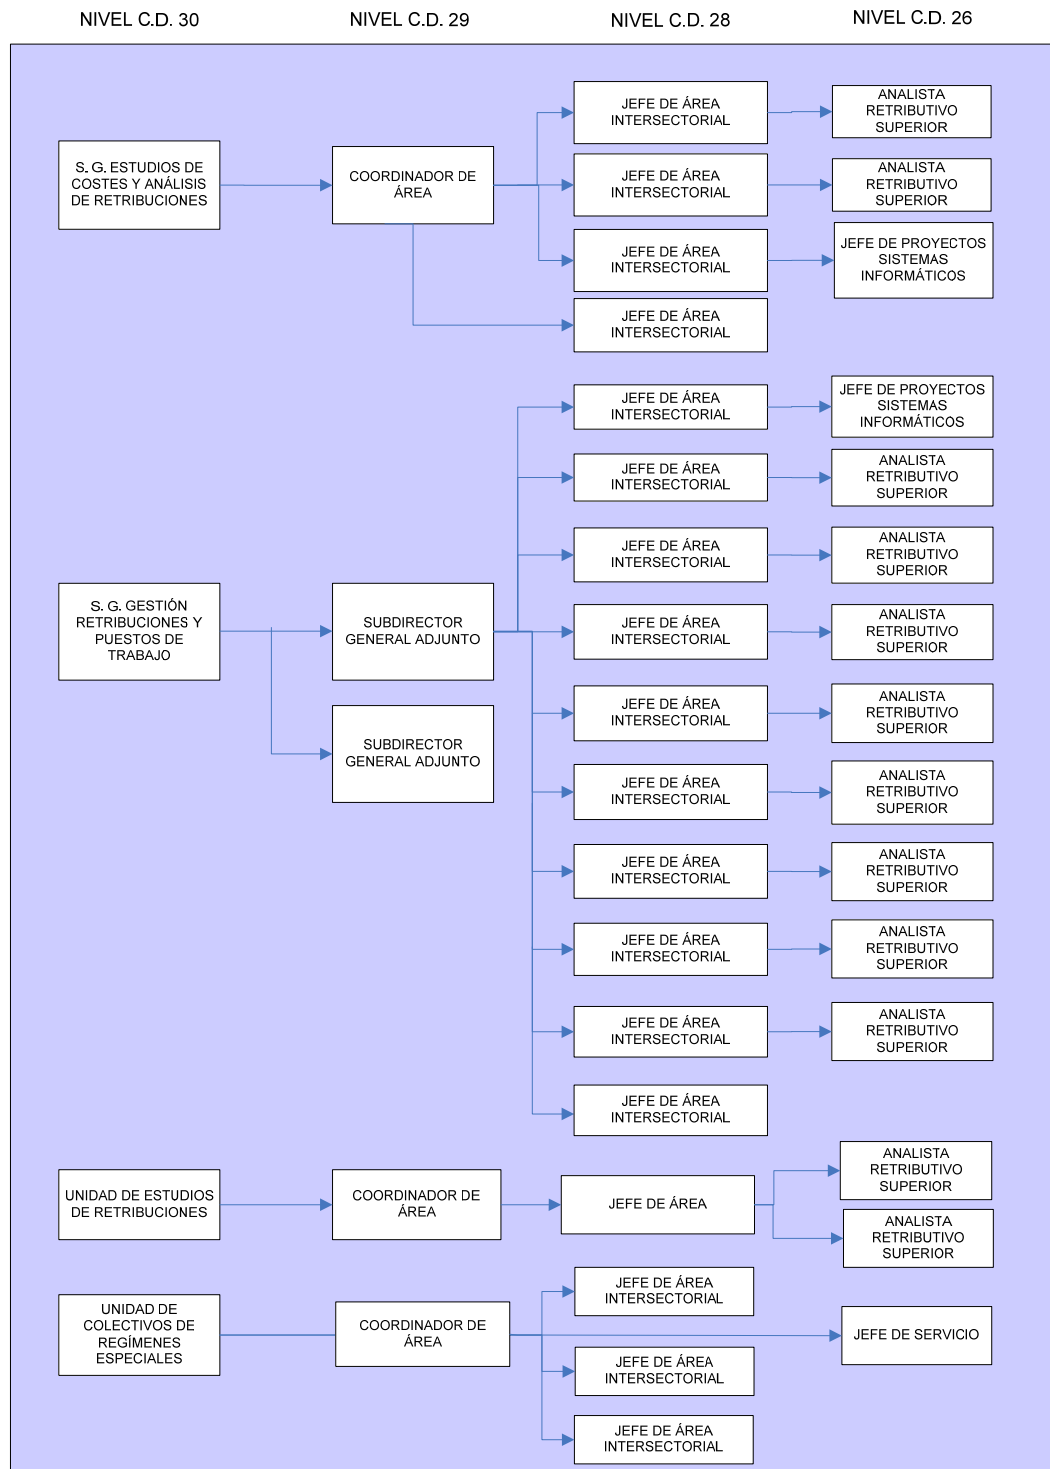 NIVEL C.D. 30
NIVEL C.D. 29
NIVEL C.D. 28
NIVEL C.D. 26
S. G. ESTUDIOS DE
COSTES Y ANÁLISIS
DE RETRIBUCIONES
COORDINADOR DE
ÁREA
JEFE DE ÁREA
INTERSECTORIAL
ANALISTA
RETRIBUTIVO
SUPERIOR
JEFE DE ÁREA
INTERSECTORIAL
ANALISTA
RETRIBUTIVO
SUPERIOR
JEFE DE ÁREA
INTERSECTORIAL
JEFE DE PROYECTOS
SISTEMAS
INFORMÁTICOS
JEFE DE ÁREA
INTERSECTORIAL
S. G. GESTIÓN
RETRIBUCIONES Y
PUESTOS DE
TRABAJO
SUBDIRECTOR
GENERAL ADJUNTO
SUBDIRECTOR
GENERAL ADJUNTO
JEFE DE ÁREA
INTERSECTORIAL
JEFE DE PROYECTOS
SISTEMAS
INFORMÁTICOS
JEFE DE ÁREA
INTERSECTORIAL
ANALISTA
RETRIBUTIVO
SUPERIOR
JEFE DE ÁREA
INTERSECTORIAL
ANALISTA
RETRIBUTIVO
SUPERIOR
JEFE DE ÁREA
INTERSECTORIAL
ANALISTA
RETRIBUTIVO
SUPERIOR
JEFE DE ÁREA
INTERSECTORIAL
ANALISTA
RETRIBUTIVO
SUPERIOR
JEFE DE ÁREA
INTERSECTORIAL
ANALISTA
RETRIBUTIVO
SUPERIOR
JEFE DE ÁREA
INTERSECTORIAL
ANALISTA
RETRIBUTIVO
SUPERIOR
JEFE DE ÁREA
INTERSECTORIAL
ANALISTA
RETRIBUTIVO
SUPERIOR
JEFE DE ÁREA
INTERSECTORIAL
ANALISTA
RETRIBUTIVO
SUPERIOR
JEFE DE ÁREA
INTERSECTORIAL
UNIDAD DE ESTUDIOS
DE RETRIBUCIONES
COORDINADOR DE
ÁREA
JEFE DE ÁREA
ANALISTA
RETRIBUTIVO
SUPERIOR
ANALISTA
RETRIBUTIVO
SUPERIOR
UNIDAD DE
COLECTIVOS DE
REGÍMENES
ESPECIALES
COORDINADOR DE
ÁREA
JEFE DE ÁREA
INTERSECTORIAL
JEFE DE SERVICIO
JEFE DE ÁREA
INTERSECTORIAL
JEFE DE ÁREA
INTERSECTORIAL